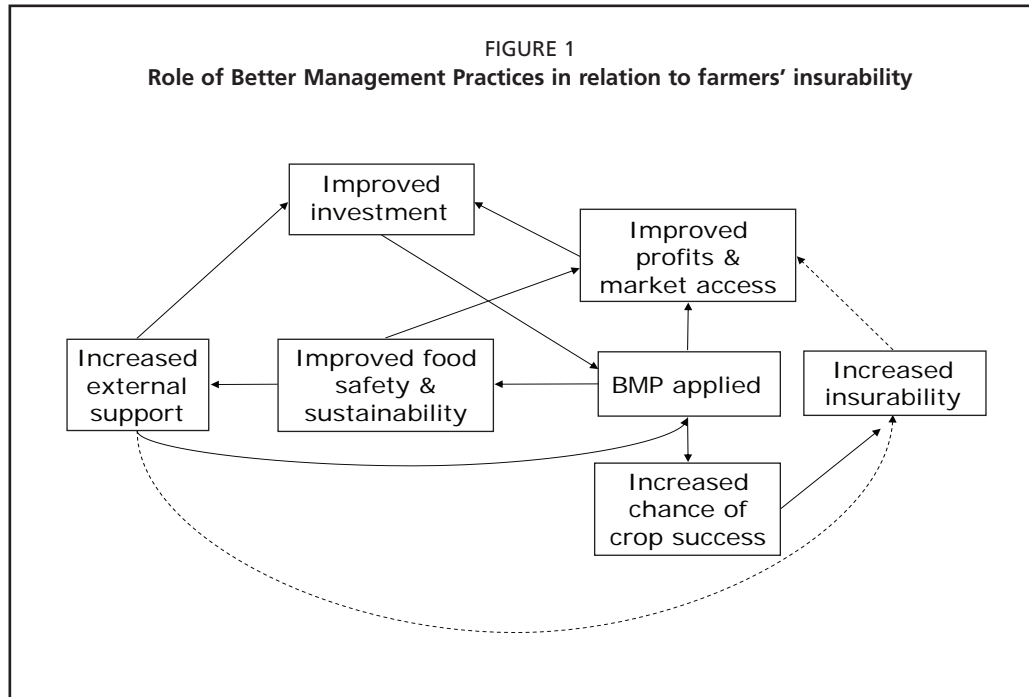 FIGURE 1
Role of Better Management Practices in relation to farmers’ insurability
Improved
investment
Improved
profits &
market access
Increased
external
support
Improved food
safety &
sustainability
BMP applied
Increased
insurability
Increased
chance of
crop success